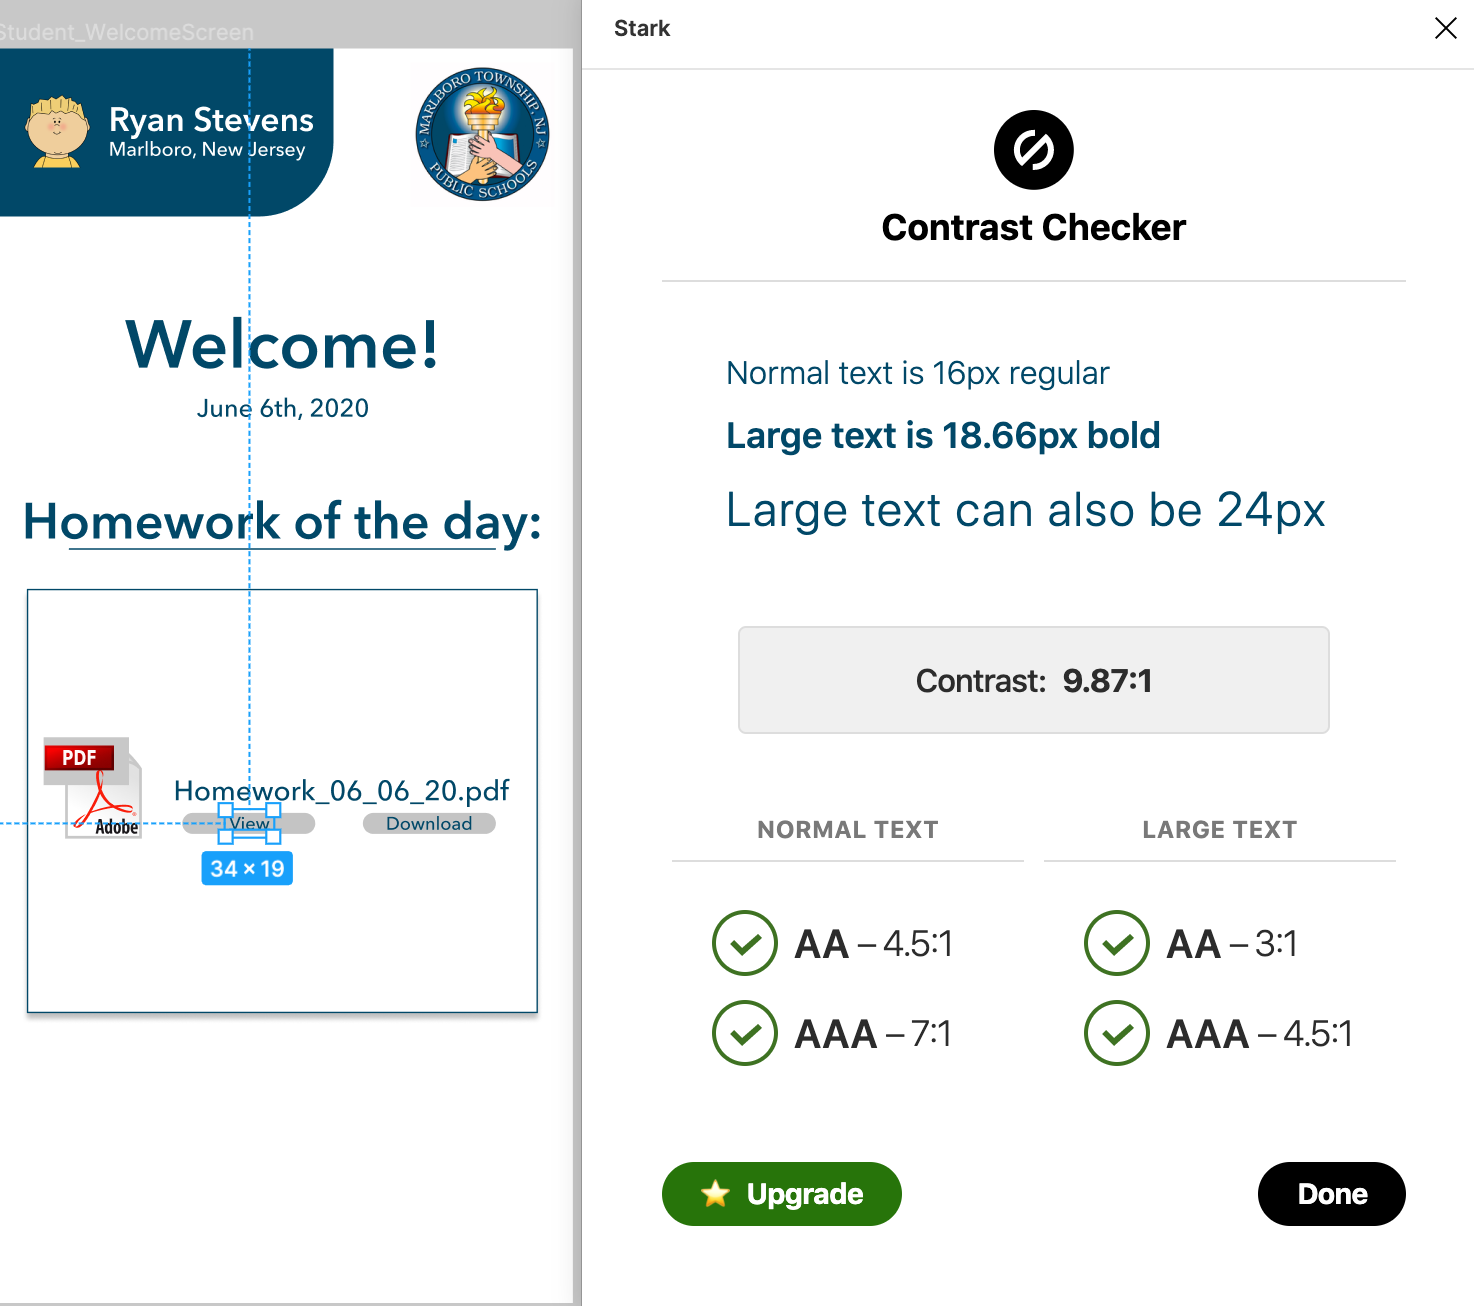 Student_WelcomeScreen
Ryan Stevens
Marlboro, New Jersey
MARLBORO TOWNSHIP, NJ
PUBLIC SCHOOLS
Welcome!
June 6th, 2020
Homework of the day:
PDF
Adobe
Homework_06_06_20.pdf
View
Download
34 × 19
Stark
Contrast Checker
Normal text is 16px regular
Large text is 18.66px bold
Large text can also be 24px
Contrast: 9.87:1
NORMAL TEXT
AA – 4.5:1
AAA – 7:1
LARGE TEXT
AA – 3:1
AAA – 4.5:1
Upgrade
Done